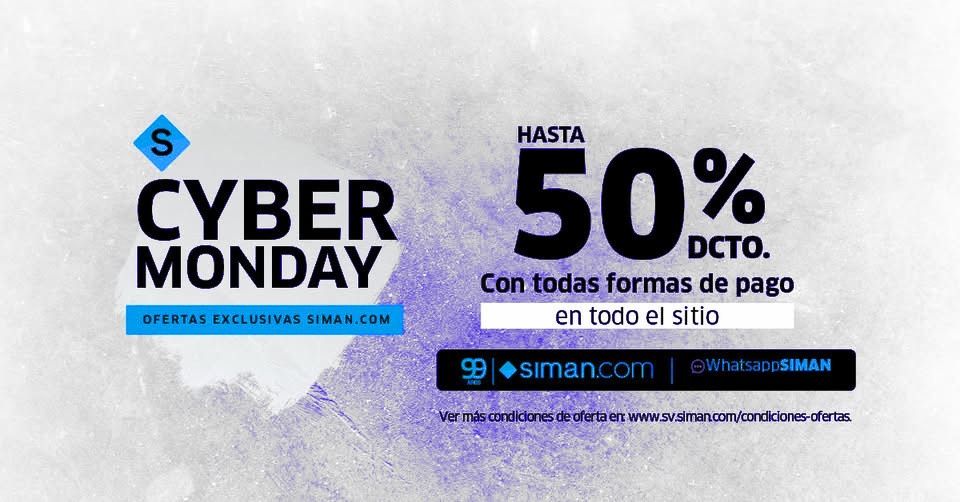 S
CYBER
MONDAY
OFERTAS EXCLUSIVAS SIMAN.COM
HASTA
50%
DCTO.
Con todas formas de pago
en todo el sitio
99 AÑOS siman.com WhatsappSIMAN
Ver más condiciones de oferta en: www.sv.siman.com/condiciones-ofertas.